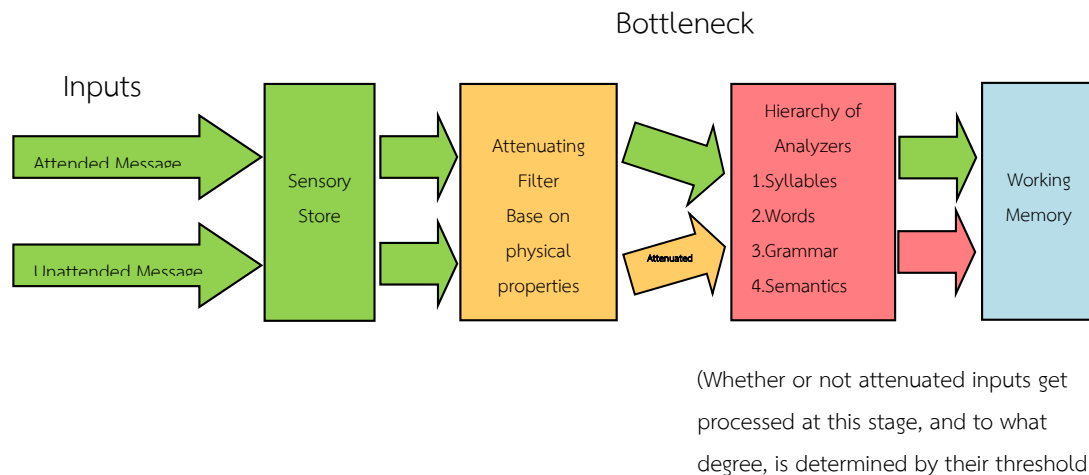 Bottleneck
Inputs
Attended Message
Unattended Message
Sensory
Store
Attenuating
Filter
Base on
physical
properties
Attenuated
Hierarchy of
Analyzers
1.Syllables
2.Words
3.Grammar
4.Semantics
Working
Memory
(Whether or not attenuated inputs get
processed at this stage, and to what
degree, is determined by their threshold